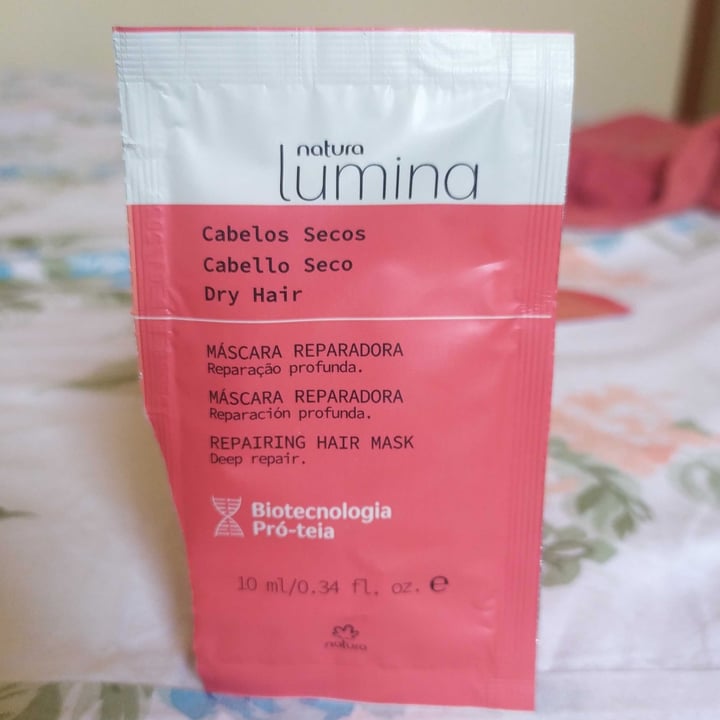 natura
lumina
Cabelos Secos
Cabello Seco
Dry Hair
MÁSCARA REPARADORA
Reparação profunda.
MÁSCARA REPARADORA
Reparación profunda.
REPAIRING HAIR MASK
Deep repair.
Biotecnologia
Pró-teia
10 ml/0.34 fl. oz. ℮
natura